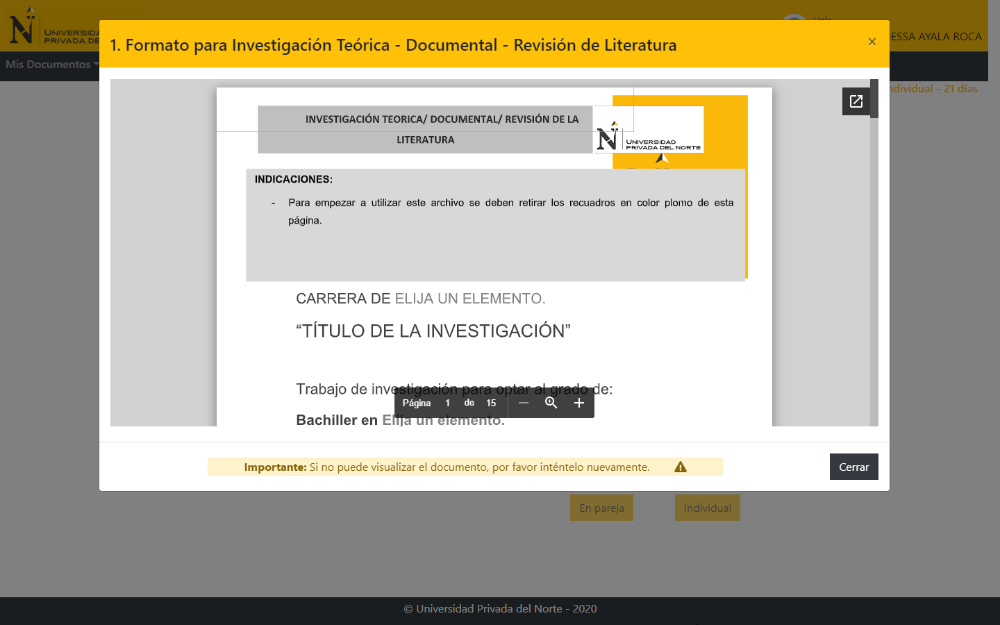 UNIVERSIDAD
PRIVADA DE
ESSA AYALA ROCA
Mis Documentos
ndividual - 21 días
1. Formato para Investigación Teórica - Documental - Revisión de Literatura
×
INVESTIGACIÓN TEORICA/ DOCUMENTAL/ REVISIÓN DE LA
LITERATURA
N
UNIVERSIDAD
PRIVADA DEL NORTE
INDICACIONES:
- Para empezar a utilizar este archivo se deben retirar los recuadros en color plomo de esta
página.
CARRERA DE ELIJA UN ELEMENTO.
“TÍTULO DE LA INVESTIGACIÓN”
Trabajo de investigación para optar al grado de:
Bachiller en Elija un elemento.
Página 1 de 15
Importante: Si no puede visualizar el documento, por favor inténtelo nuevamente.
Cerrar
En pareja
Individual
© Universidad Privada del Norte - 2020